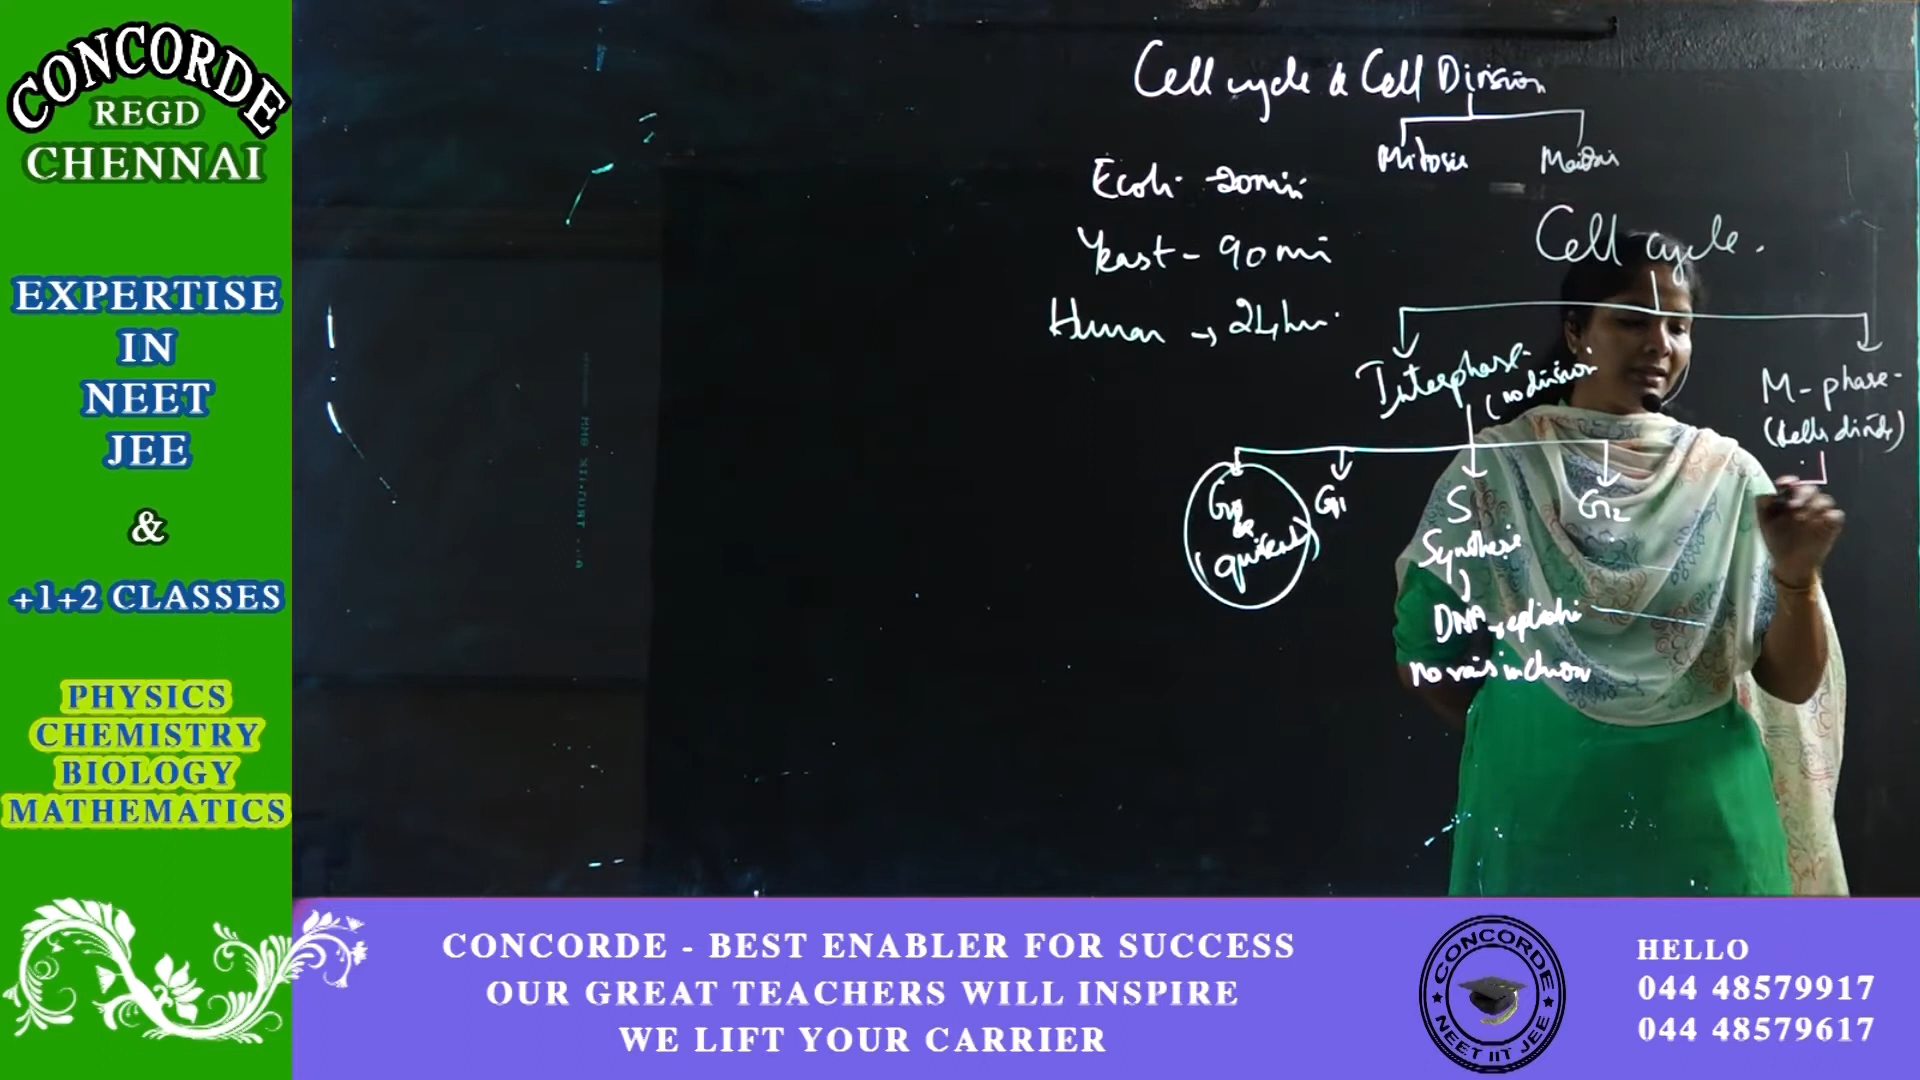 CONCORDE
REGD
CHENNAI
EXPERTISE
IN
NEET
JEE
&
+1+2 CLASSES
PHYSICS
CHEMISTRY
BIOLOGY
MATHEMATICS
Cell cycle & Cell Division
Mitosis Meiosis
Ecoli - 20min
Yeast - 90 min
Human → 24 hr.
Cell cycle.
Interphase
(no division
M-phase
(cells divide)
G1 S G2
DNA replicatn
CONCORDE - BEST ENABLER FOR SUCCESS
OUR GREAT TEACHERS WILL INSPIRE
WE LIFT YOUR CARRIER
CONCORDE
NEET IIT JEE
HELLO
044 48579917
044 48579617